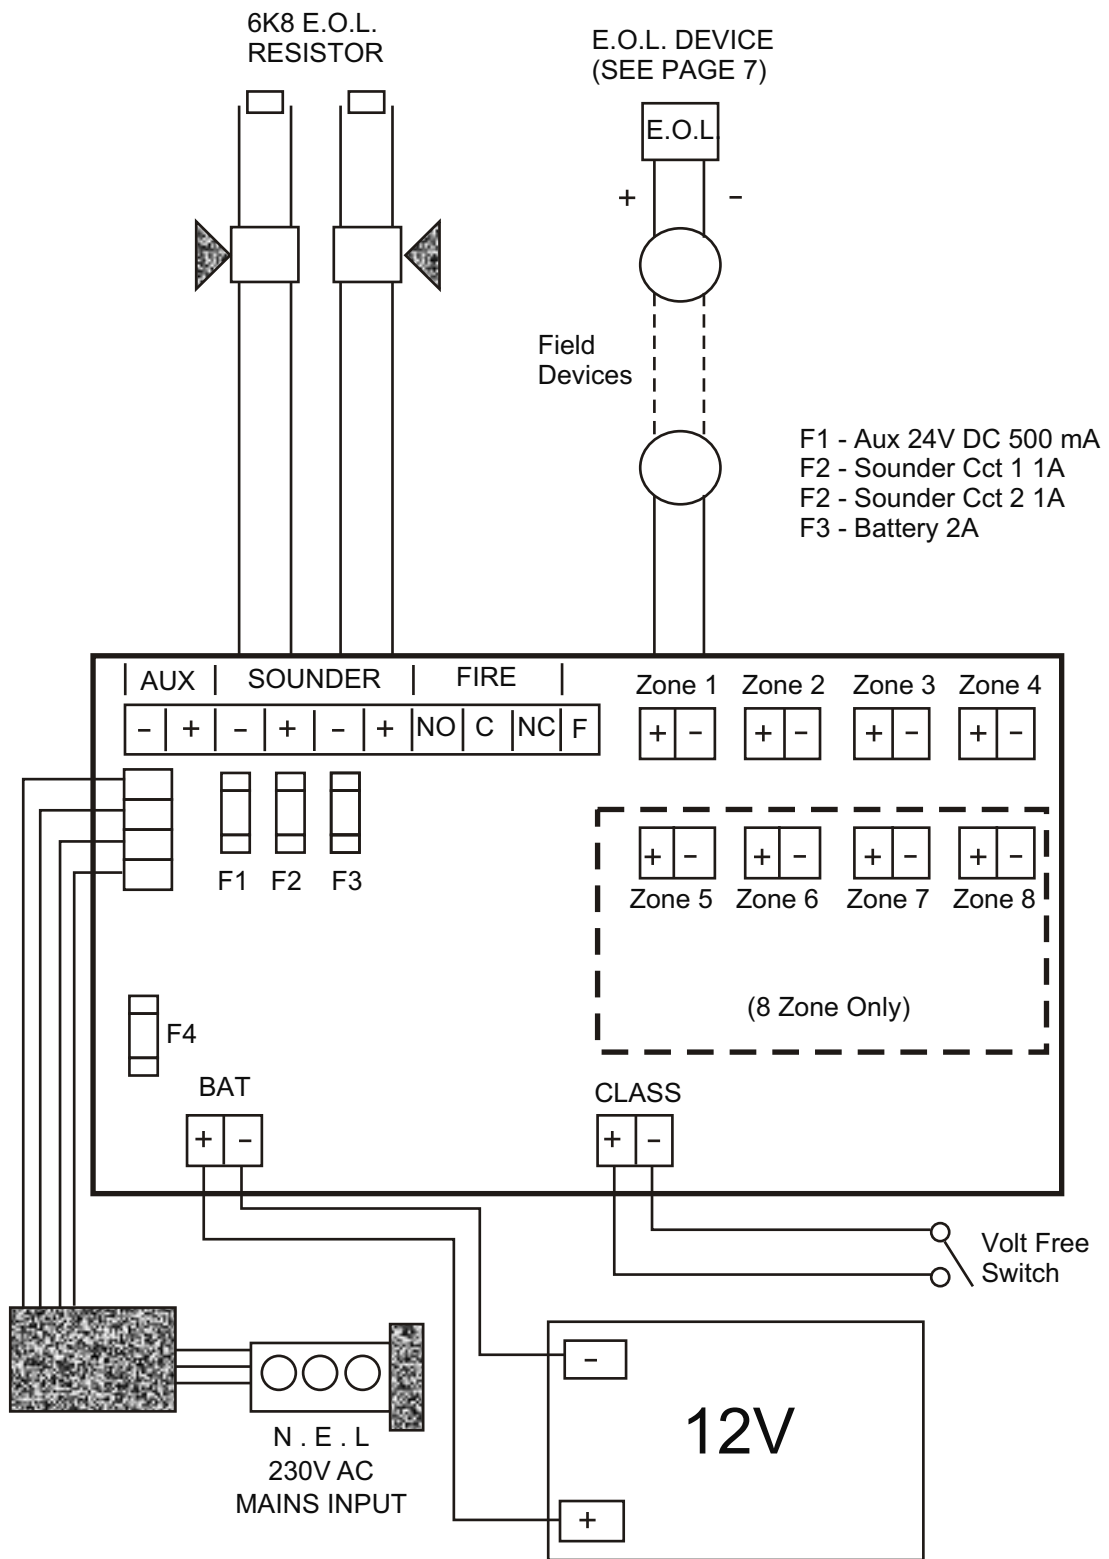 6K8 E.O.L.
RESISTOR
E.O.L. DEVICE
(SEE PAGE 7)
E.O.L.
+ -
Field
Devices
F1 - Aux 24V DC 500 mA
F2 - Sounder Cct 1 1A
F2 - Sounder Cct 2 1A
F3 - Battery 2A
| AUX | SOUNDER | FIRE |
- + - + - + NO C NC F
Zone 1 Zone 2 Zone 3 Zone 4
+ - + - + - + -
F1 F2 F3
+ - + - + - + -
Zone 5 Zone 6 Zone 7 Zone 8
(8 Zone Only)
F4
BAT
+ -
CLASS
+ -
Volt Free
Switch
N . E . L
230V AC
MAINS INPUT
-
12V
+